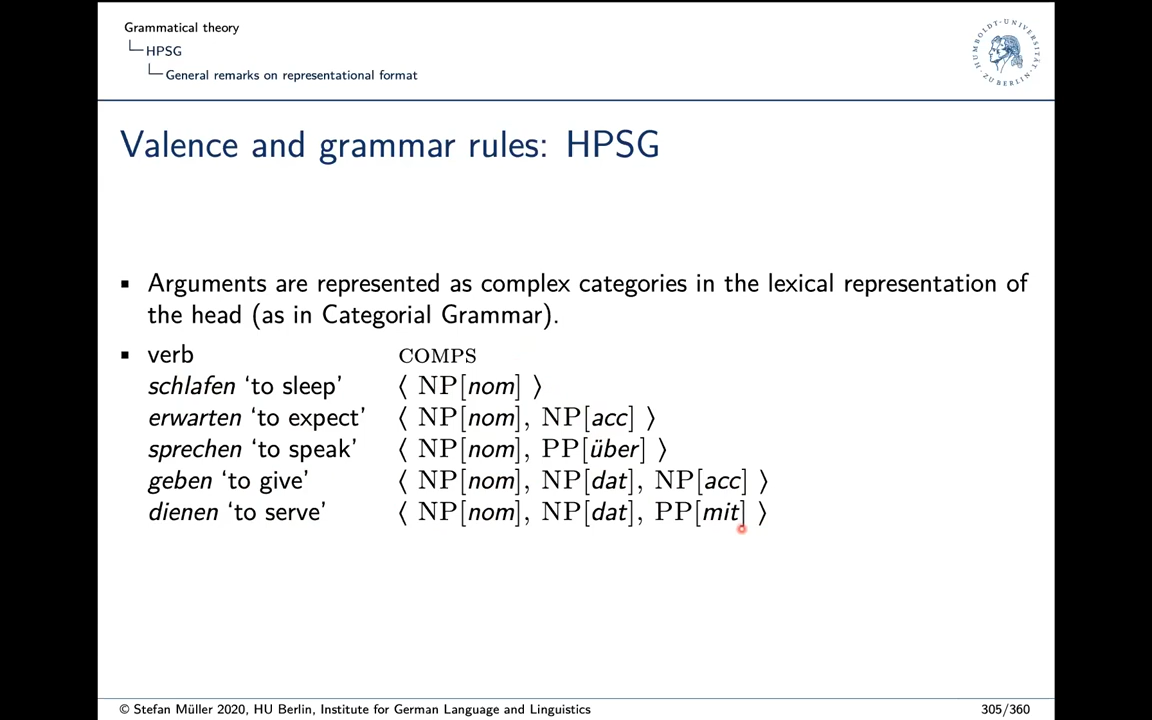 Grammatical theory
HPSG
General remarks on representational format
HUMBOLDT-UNIVERSITÄT
ZU BERLIN
Valence and grammar rules: HPSG
▪ Arguments are represented as complex categories in the lexical representation of
the head (as in Categorial Grammar).
▪ verb COMPS
schlafen ‘to sleep’ ⟨ NP[nom] ⟩
erwarten ‘to expect’ ⟨ NP[nom], NP[acc] ⟩
sprechen ‘to speak’ ⟨ NP[nom], PP[über] ⟩
geben ‘to give’ ⟨ NP[nom], NP[dat], NP[acc] ⟩
dienen ‘to serve’ ⟨ NP[nom], NP[dat], PP[mit] ⟩
© Stefan Müller 2020, HU Berlin, Institute for German Language and Linguistics 305/360